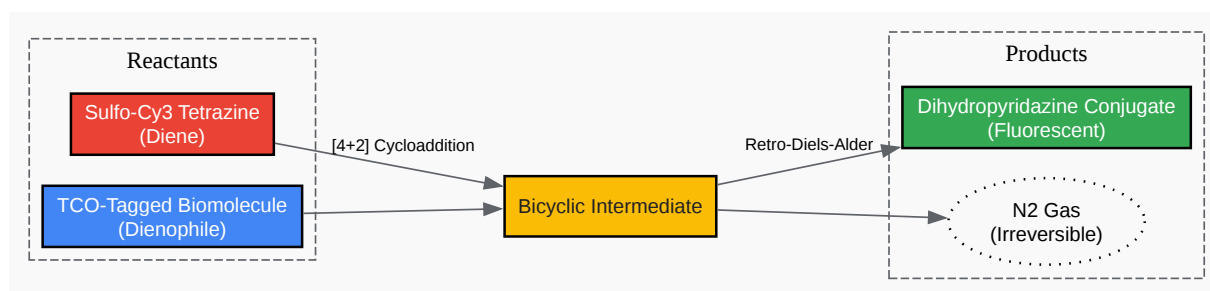 Reactants
Sulfo-Cy3 Tetrazine
(Diene)
TCO-Tagged Biomolecule
(Dienophile)
[4+2] Cycloaddition
Bicyclic Intermediate
Retro-Diels-Alder
Products
Dihydropyridazine Conjugate
(Fluorescent)
N2 Gas
(Irreversible)